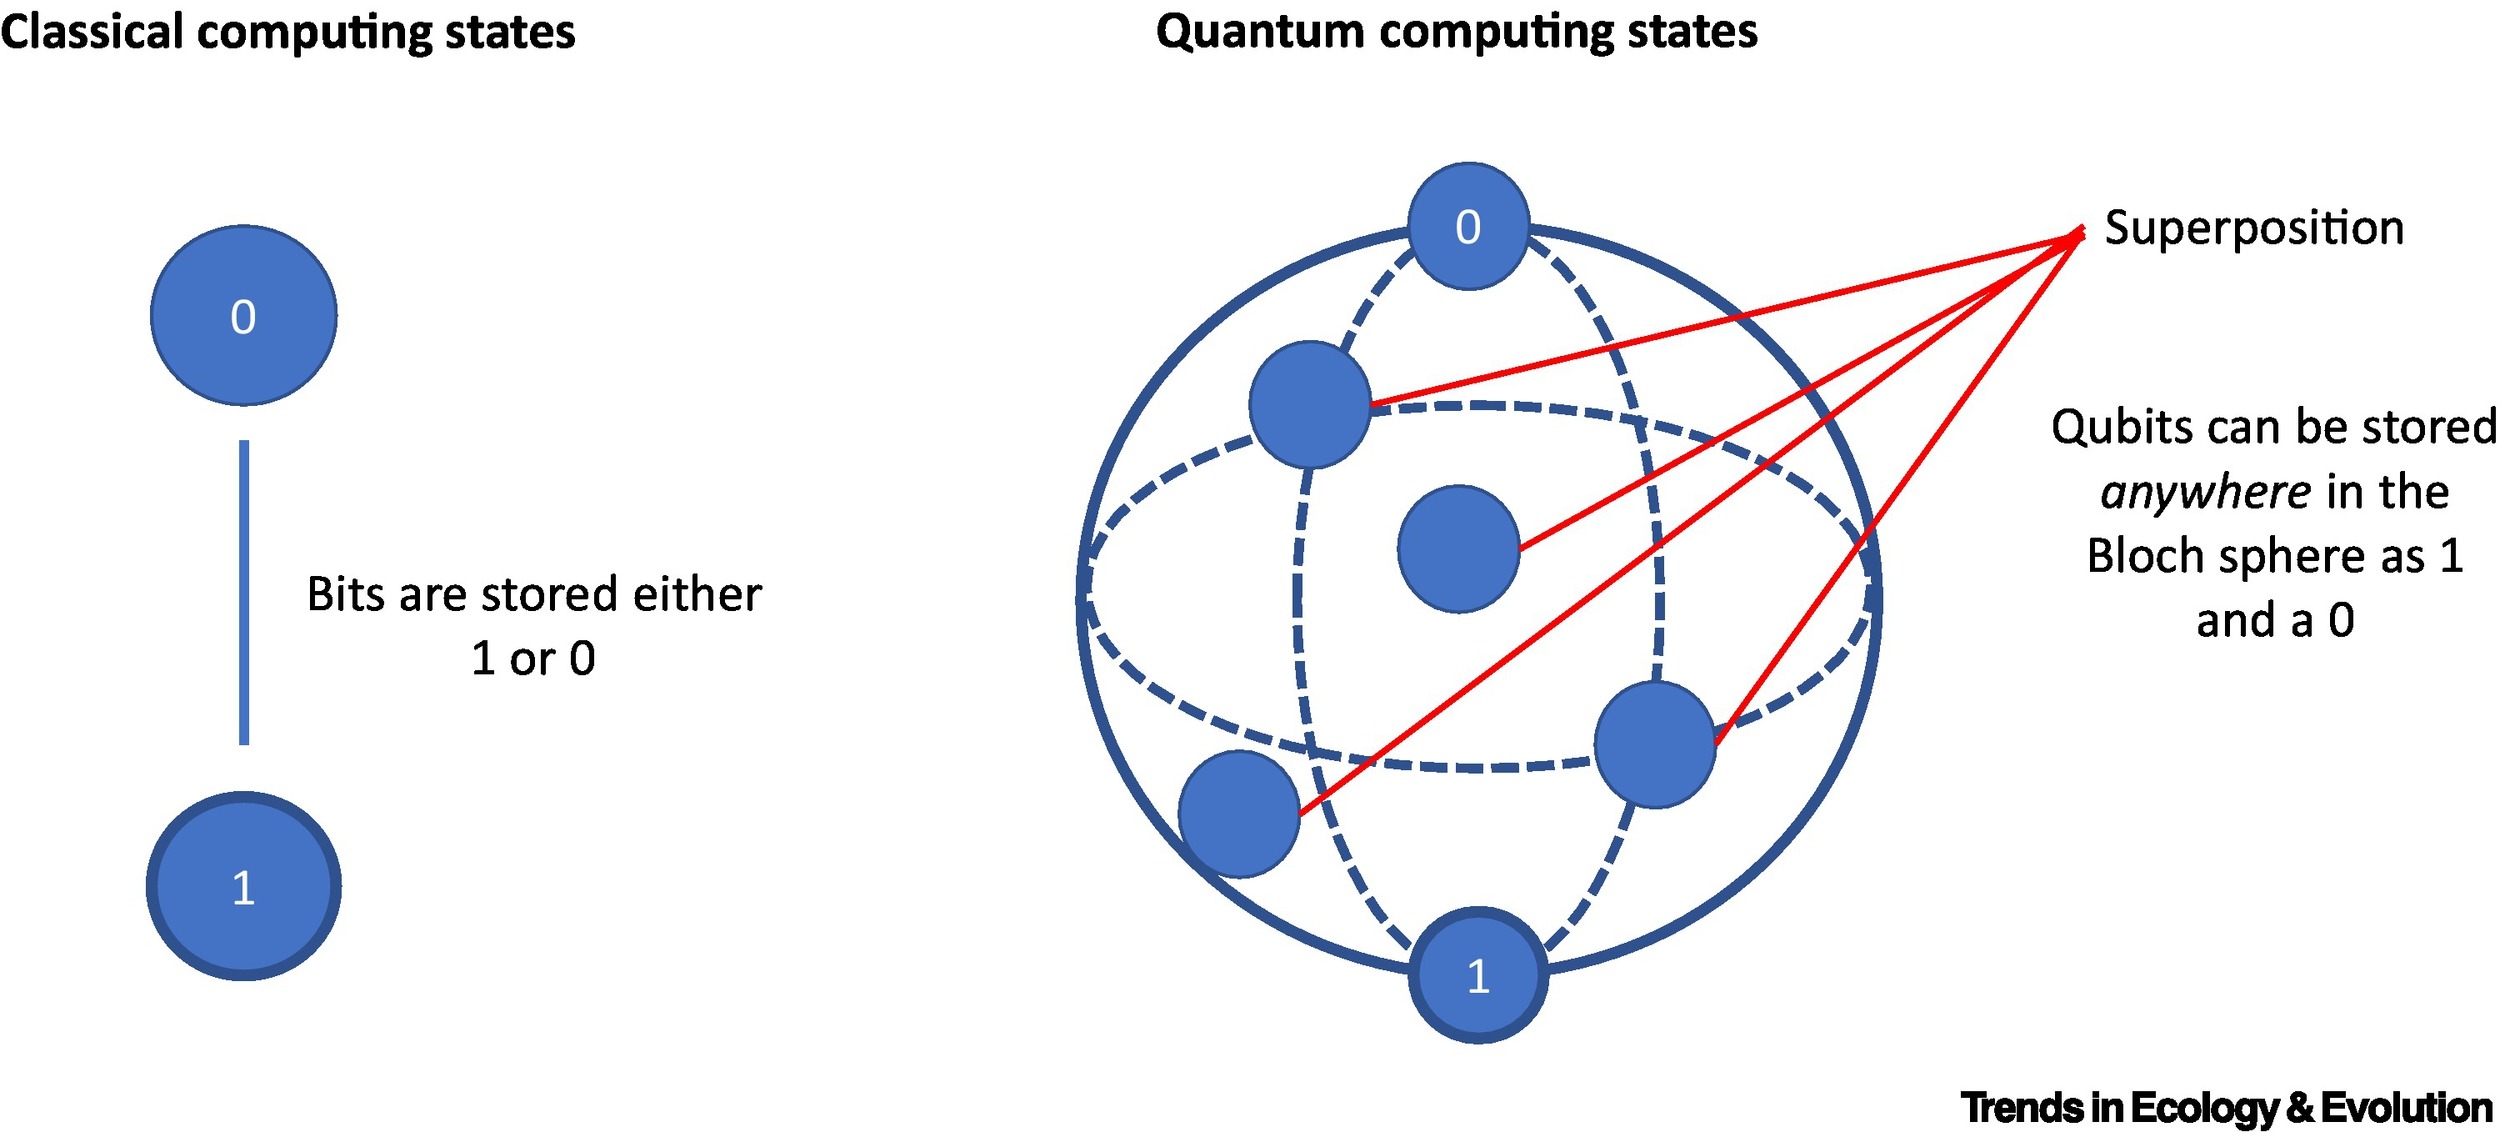 Classical computing states
0
Bits are stored either
1 or 0
1
Quantum computing states
0
1
Superposition
Qubits can be stored
anywhere in the
Bloch sphere as 1
and a 0
Trends in Ecology & Evolution